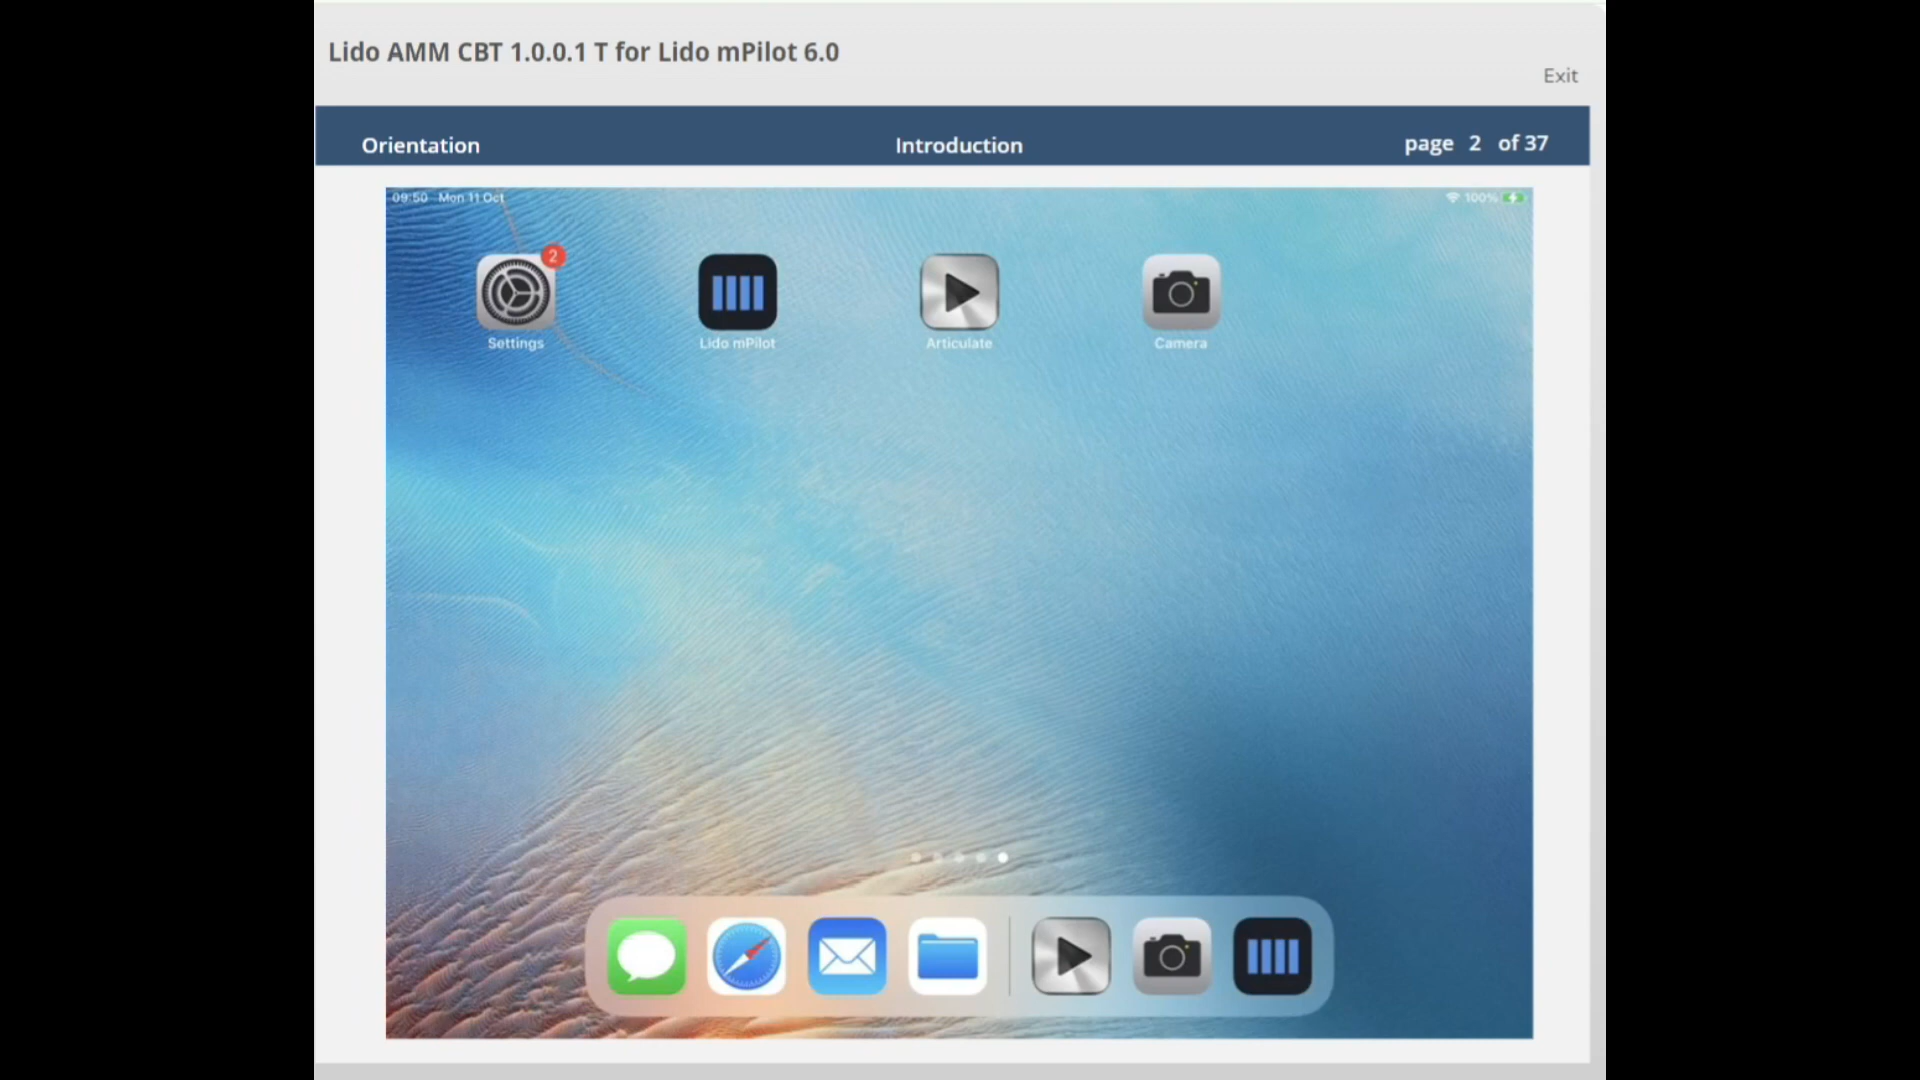 Lido AMM CBT 1.0.0.1 T for Lido mPilot 6.0
Exit
Orientation Introduction page 2 of 37
09:50 Mon 11 Oct 100%
2
Settings Lido mPilot Articulate Camera